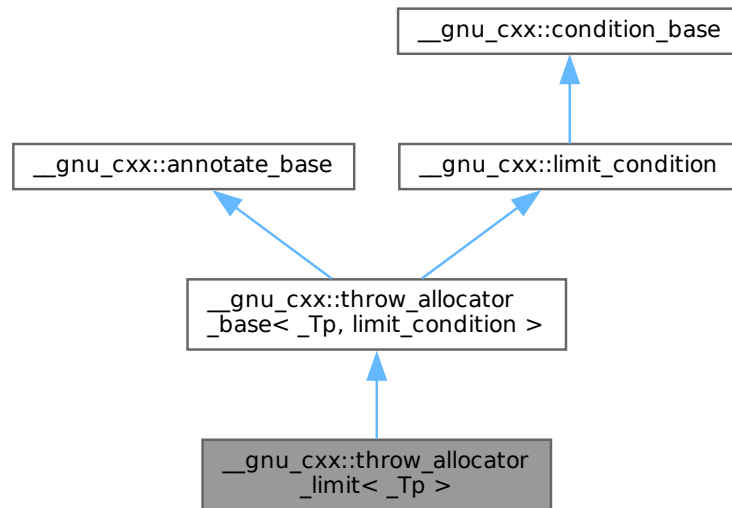 __gnu_cxx::condition_base
__gnu_cxx::annotate_base
__gnu_cxx::limit_condition
__gnu_cxx::throw_allocator
_base< _Tp, limit_condition >
__gnu_cxx::throw_allocator
_limit< _Tp >